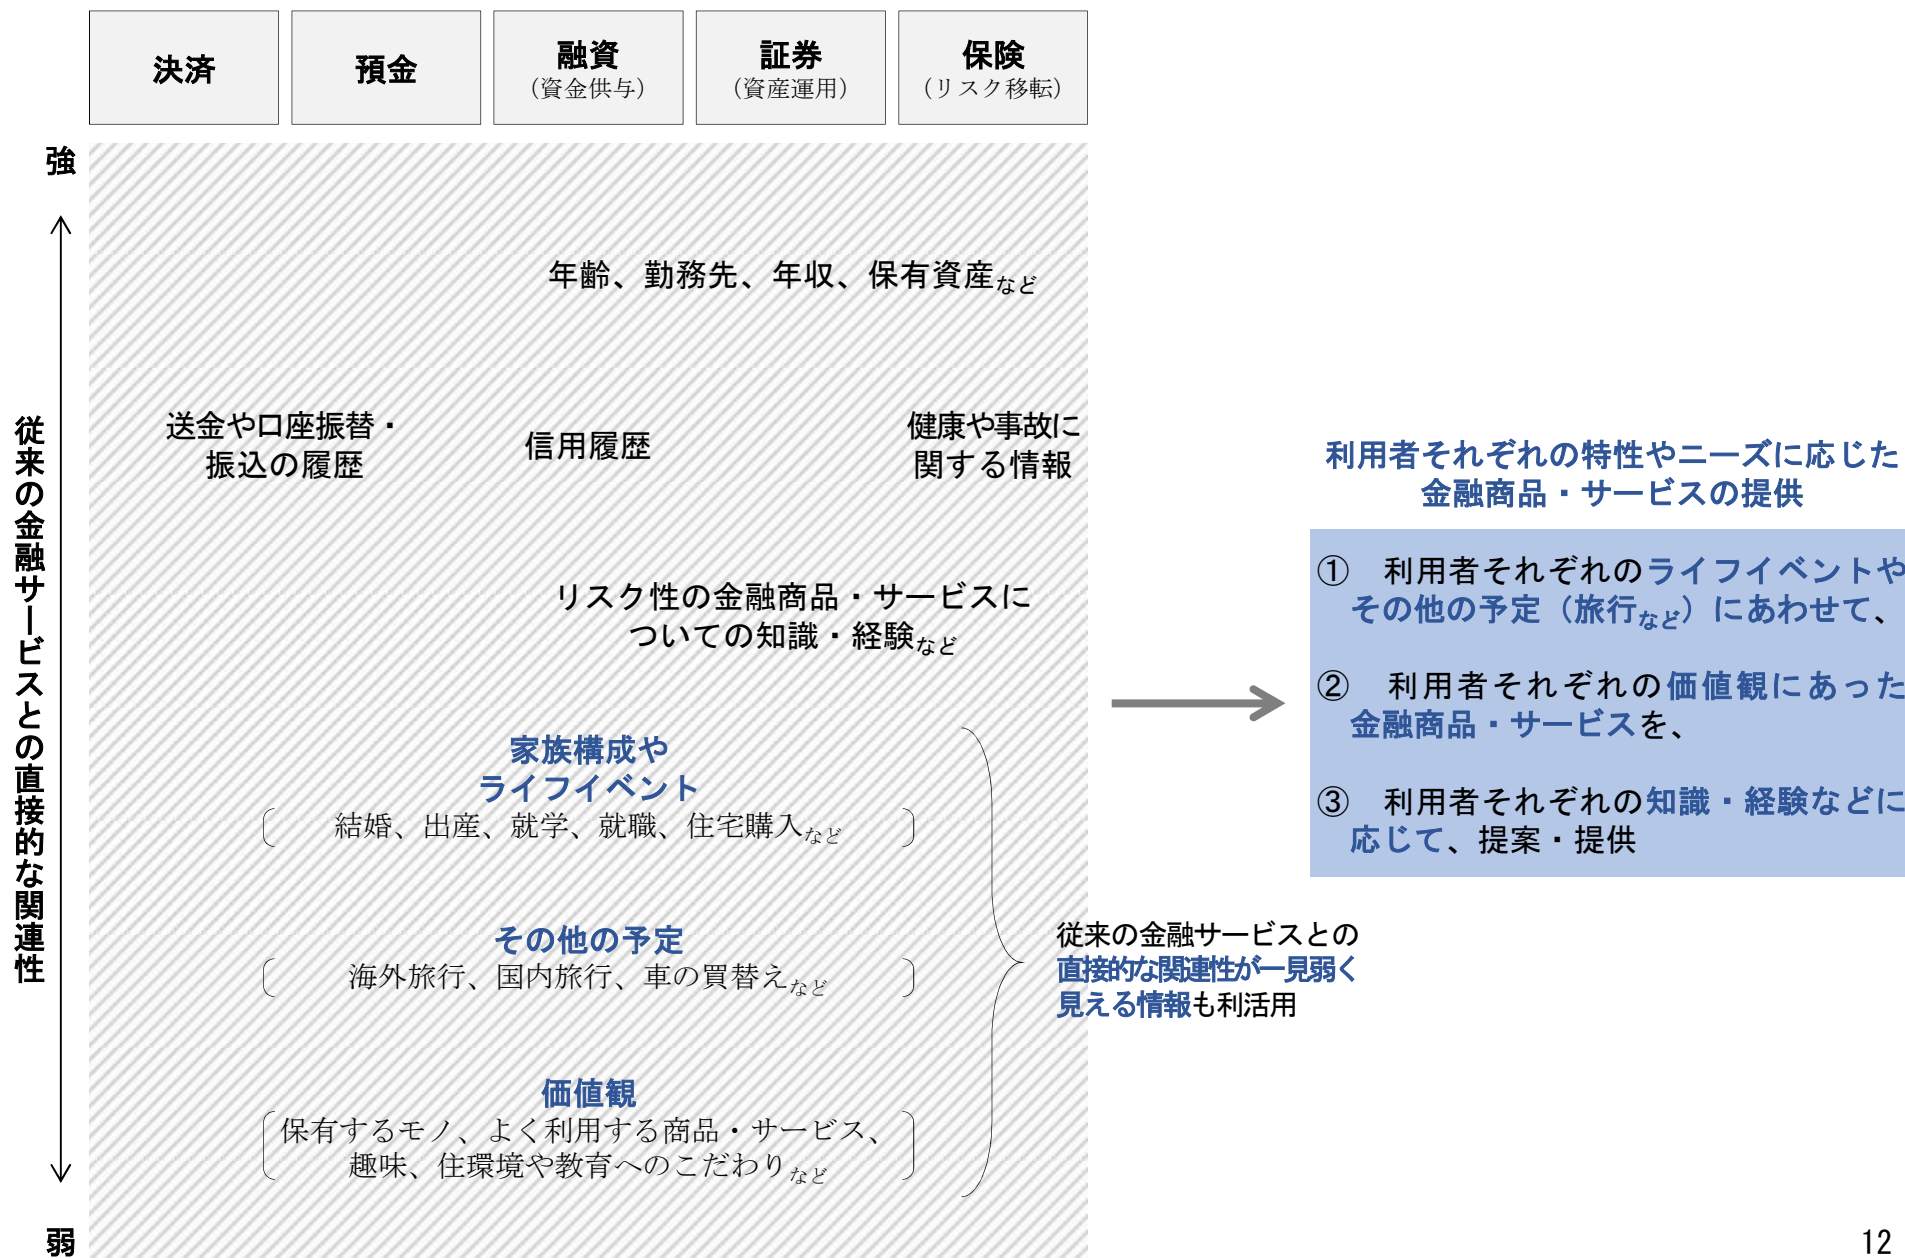 決済
預金
融資
（資金供与）
証券
（資産運用）
保険
（リスク移転）
強
従来の金融サービスとの直接的な関連性
弱
年齢、勤務先、年収、保有資産など
送金や口座振替・
振込の履歴
信用履歴
健康や事故に
関する情報
リスク性の金融商品・サービスに
ついての知識・経験など
家族構成や
ライフイベント
結婚、出産、就学、就職、住宅購入など
その他の予定
海外旅行、国内旅行、車の買替えなど
価値観
保有するモノ、よく利用する商品・サービス、
趣味、住環境や教育へのこだわりなど
従来の金融サービスとの
直接的な関連性が一見弱く
見える情報も利活用
利用者それぞれの特性やニーズに応じた
金融商品・サービスの提供
①　利用者それぞれのライフイベントや
その他の予定（旅行など）にあわせて、
②　利用者それぞれの価値観にあった
金融商品・サービスを、
③　利用者それぞれの知識・経験などに
応じて、提案・提供
12